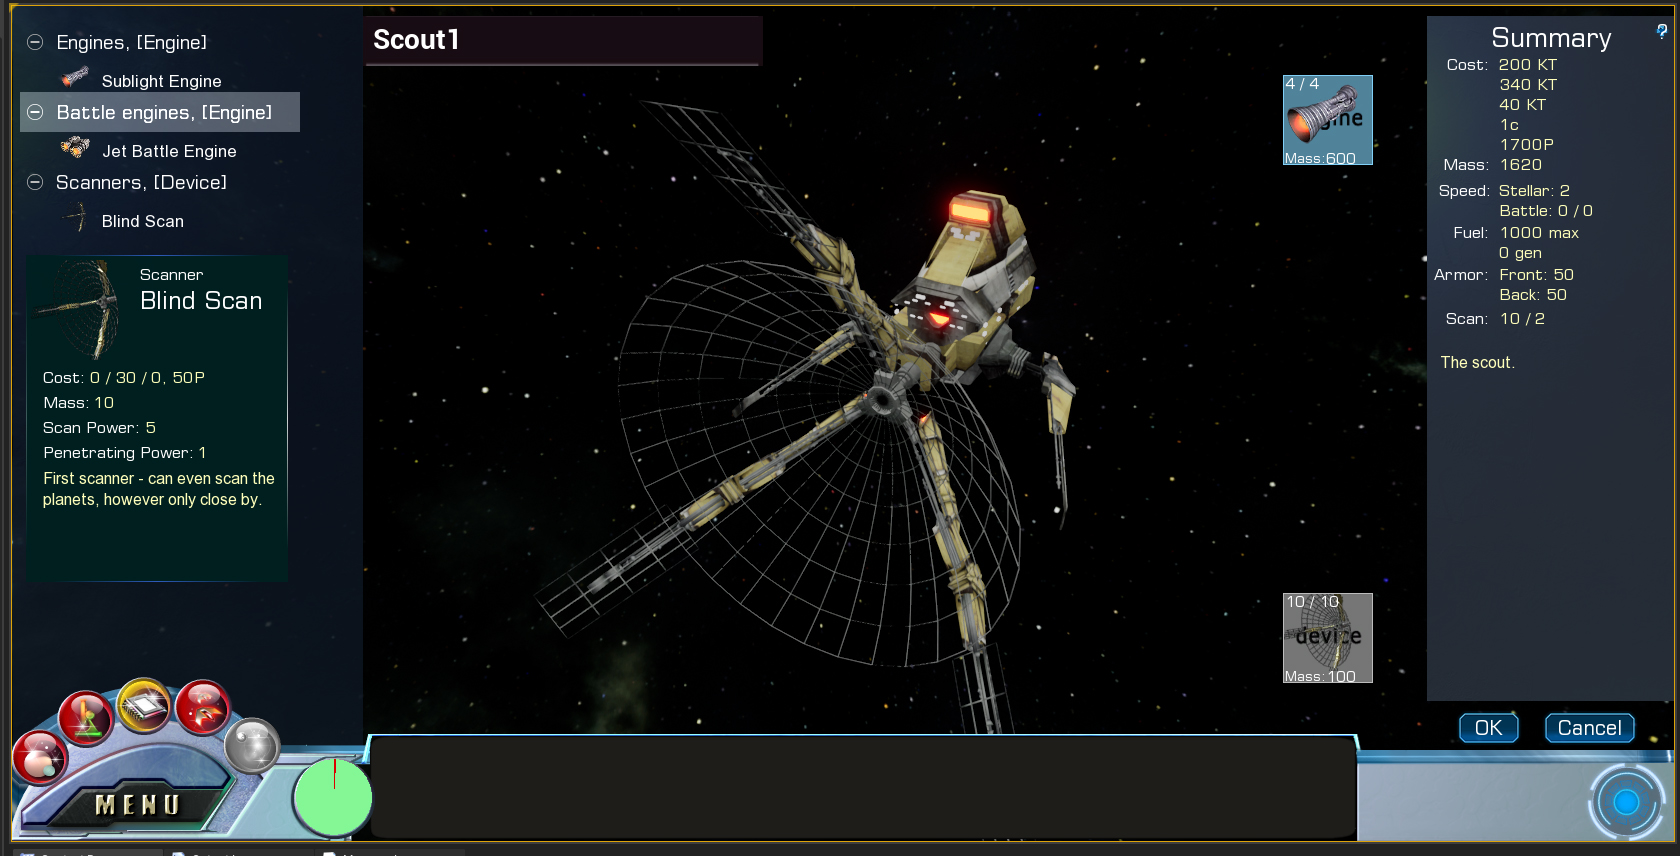 Engines, [Engine]
Sublight Engine
Battle engines, [Engine]
Jet Battle Engine
Scanners, [Device]
Blind Scan
Scanner
Blind Scan
Cost: 0 / 30 / 0, 50P
Mass: 10
Scan Power: 5
Penetrating Power: 1
First scanner - can even scan the
planets, however only close by.
MENU
Scout1
4 / 4
Mass:600
10 / 10
device
Mass:100
Summary
?
Cost: 200 KT
340 KT
40 KT
1c
1700P
Mass: 1620
Speed: Stellar: 2
Battle: 0 / 0
Fuel: 1000 max
0 gen
Armor: Front: 50
Back: 50
Scan: 10 / 2
The scout.
OK
Cancel